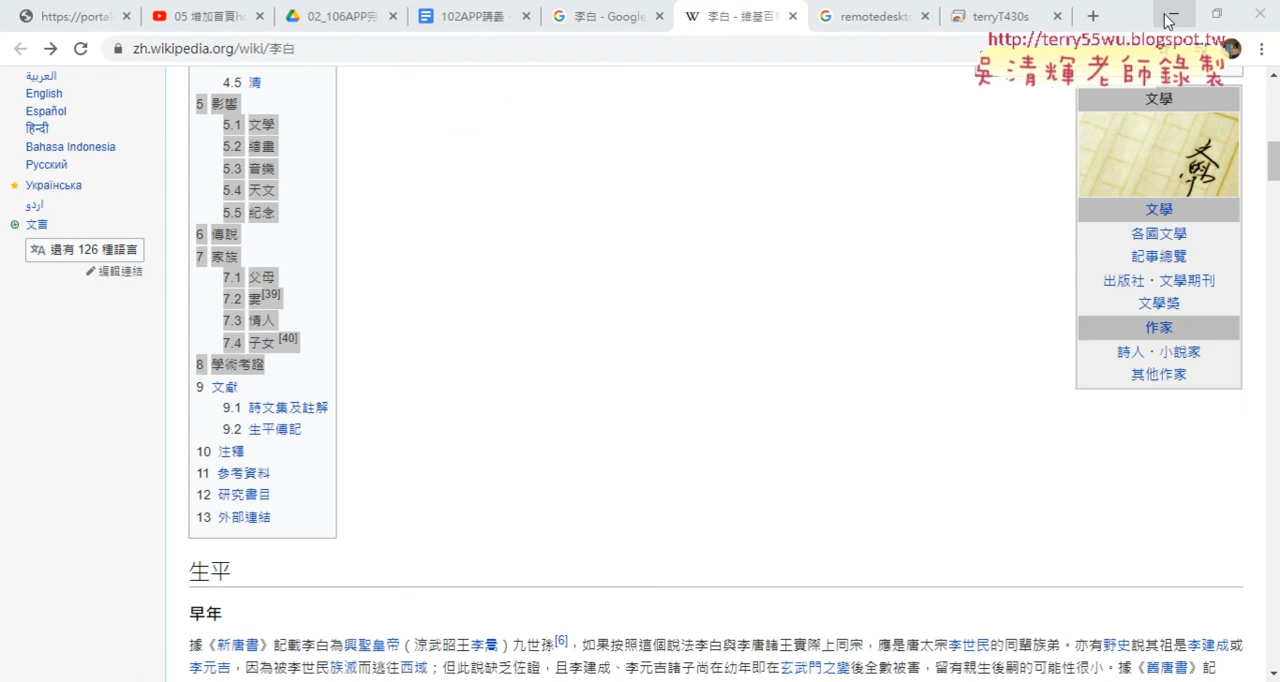 https://portal
05 增加首頁h
02_106APP完
102APP講義 -
李白 - Google
李白 - 維基百
remotedeskt
terryT430s
zh.wikipedia.org/wiki/李白
http://terry55wu.blogspot.tw
吳清輝老師錄製
العربية
English
Español
हिन्दी
Bahasa Indonesia
Русский
Українська
اردو
文言
還有 126 種語言
編輯連結
4.5 清
5 影響
5.1 文學
5.2 繪畫
5.3 音樂
5.4 天文
5.5 紀念
6 傳說
7 家族
7.1 父母
7.2 妻[39]
7.3 情人
7.4 子女 [40]
8 學術考證
9 文獻
9.1 詩文集及註解
9.2 生平傳記
10 注釋
11 參考資料
12 研究書目
13 外部連結
文學
文學
各國文學
記事總覽
出版社・文學期刊
文學獎
作家
詩人・小說家
其他作家
生平
早年
據《新唐書》記載李白為興聖皇帝（涼武昭王李暠）九世孫[6]，如果按照這個說法李白與李唐諸王實際上同宗，應是唐太宗李世民的同輩族弟。亦有野史說其祖是李建成或
李元吉，因為被李世民族滅而逃往西域；但此說缺乏佐證，且李建成、李元吉諸子尚在幼年即在玄武門之變後全數被害，留有親生後嗣的可能性很小。據《舊唐書》記